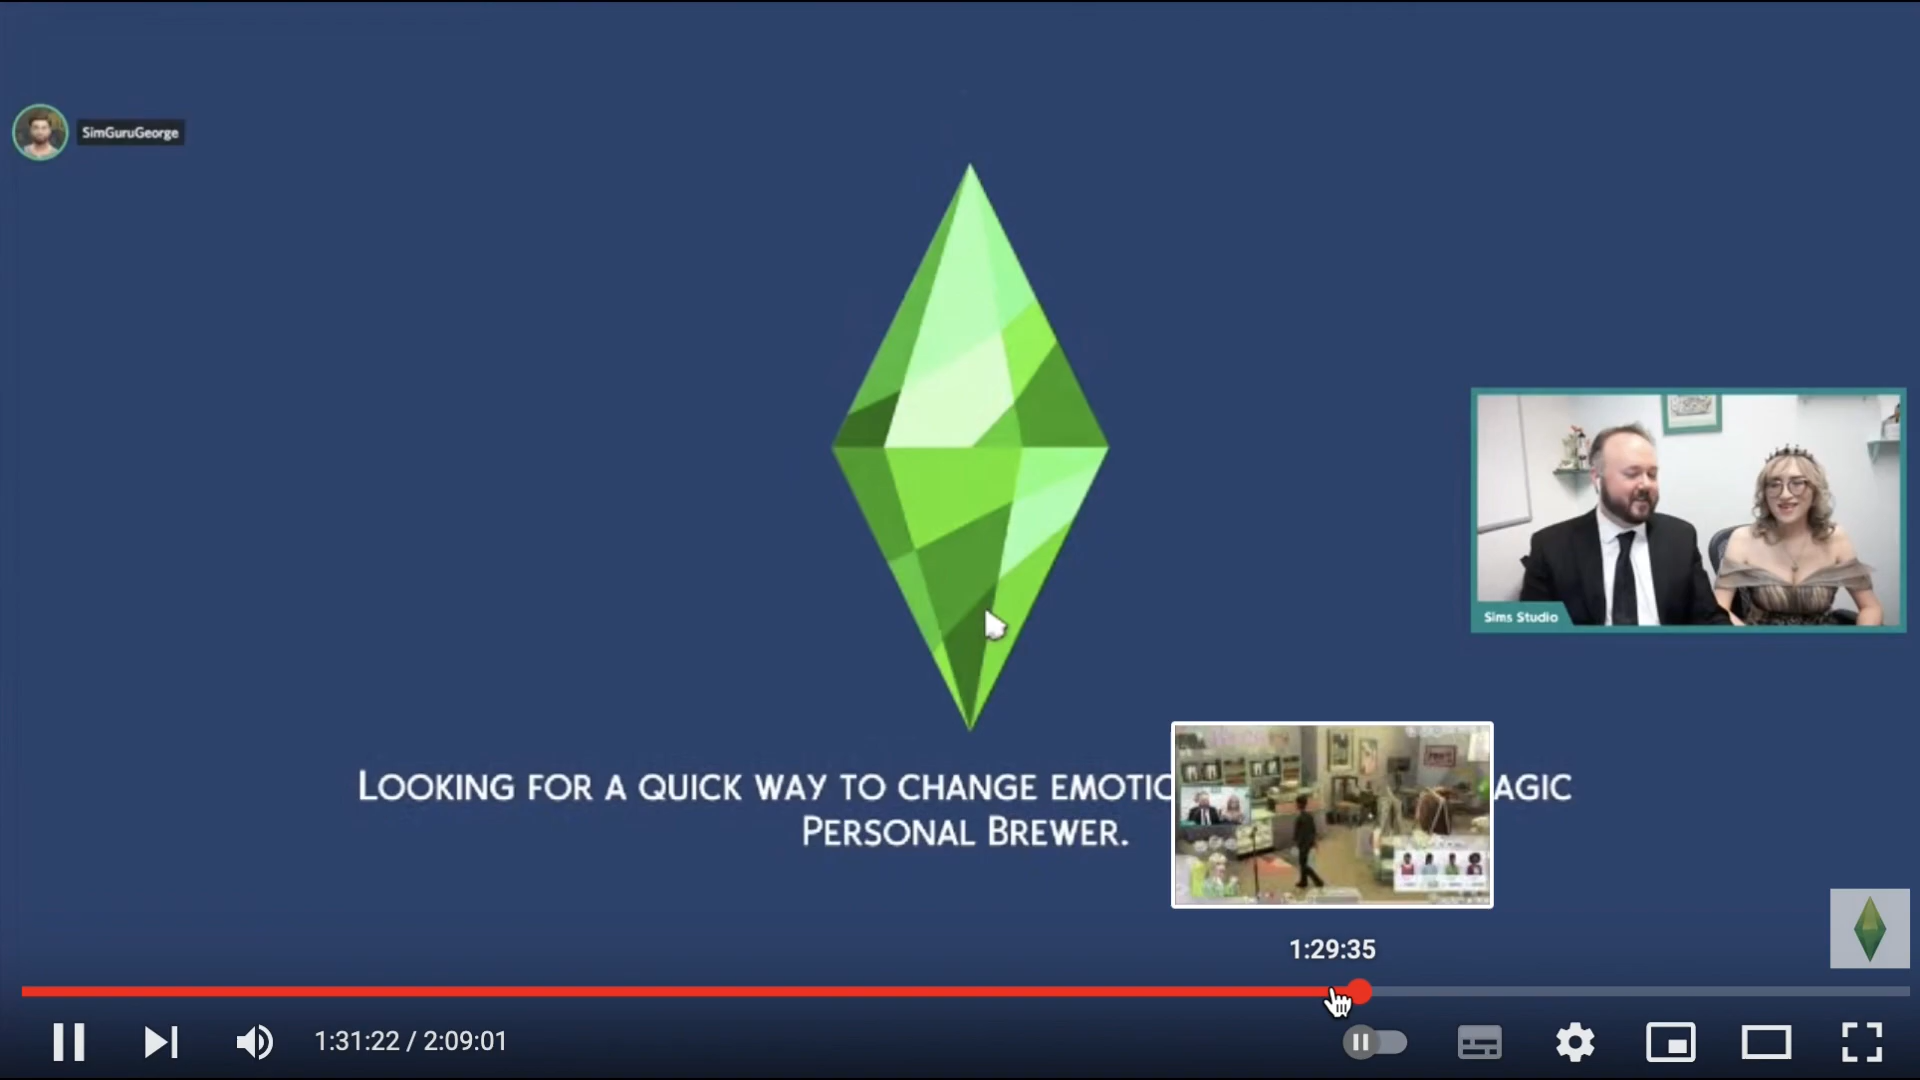 SimGuruGeorge
Sims Studio
LOOKING FOR A QUICK WAY TO CHANGE EMOTIC AGIC
PERSONAL BREWER.
1:29:35
1:31:22 / 2:09:01